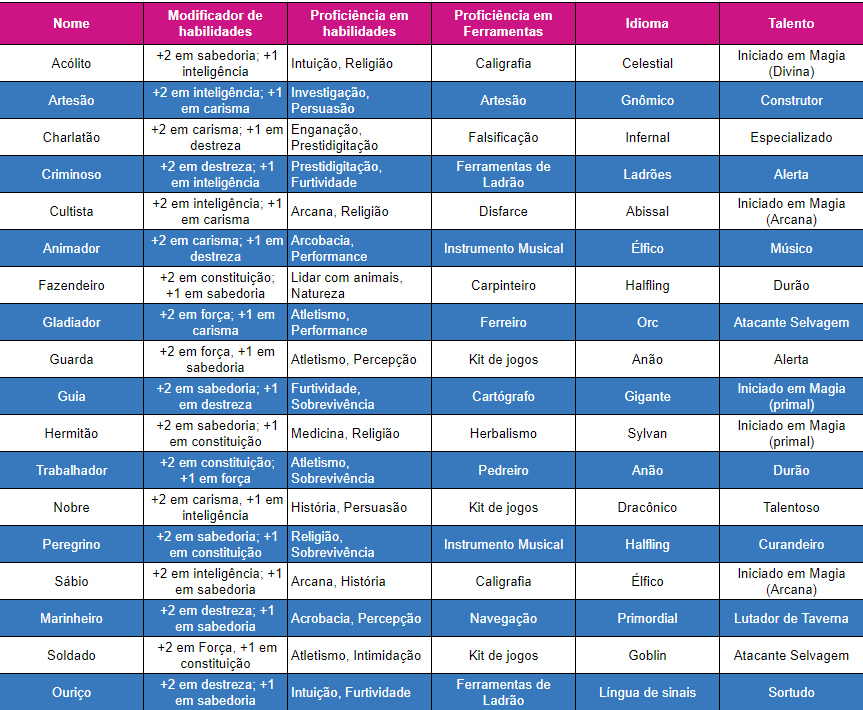 Nome | Modificador de habilidades | Proficiência em habilidades | Proficiência em Ferramentas | Idioma | Talento
Acólito | +2 em sabedoria; +1 inteligência | Intuição, Religião | Caligrafia | Celestial | Iniciado em Magia (Divina)
Artesão | +2 em inteligência; +1 em carisma | Investigação, Persuasão | Artesão | Gnômico | Construtor
Charlatão | +2 em carisma; +1 em destreza | Enganação, Prestidigitação | Falsificação | Infernal | Especializado
Criminoso | +2 em destreza; +1 em inteligência | Prestidigitação, Furtividade | Ferramentas de Ladrão | Ladrões | Alerta
Cultista | +2 em inteligência; +1 em carisma | Arcana, Religião | Disfarce | Abissal | Iniciado em Magia (Arcana)
Animador | +2 em carisma; +1 em destreza | Arcobacia, Performance | Instrumento Musical | Élfico | Músico
Fazendeiro | +2 em constituição; +1 em sabedoria | Lidar com animais, Natureza | Carpinteiro | Halfling | Durão
Gladiador | +2 em força; +1 em carisma | Atletismo, Performance | Ferreiro | Orc | Atacante Selvagem
Guarda | +2 em força, +1 em sabedoria | Atletismo, Percepção | Kit de jogos | Anão | Alerta
Guia | +2 em sabedoria; +1 em destreza | Furtividade, Sobrevivência | Cartógrafo | Gigante | Iniciado em Magia (primal)
Hermitão | +2 em sabedoria; +1 em constituição | Medicina, Religião | Herbalismo | Sylvan | Iniciado em Magia (primal)
Trabalhador | +2 em constituição; +1 em força | Atletismo, Sobrevivência | Pedreiro | Anão | Durão
Nobre | +2 em carisma, +1 em inteligência | História, Persuasão | Kit de jogos | Dracônico | Talentoso
Peregrino | +2 em sabedoria; +1 em constituição | Religião, Sobrevivência | Instrumento Musical | Halfling | Curandeiro
Sábio | +2 em inteligência; +1 em sabedoria | Arcana, História | Caligrafia | Élfico | Iniciado em Magia (Arcana)
Marinheiro | +2 em destreza; +1 em sabedoria | Acrobacia, Percepção | Navegação | Primordial | Lutador de Taverna
Soldado | +2 em Força, +1 em constituição | Atletismo, Intimidação | Kit de jogos | Goblin | Atacante Selvagem
Ouriço | +2 em destreza; +1 em sabedoria | Intuição, Furtividade | Ferramentas de Ladrão | Língua de sinais | Sortudo